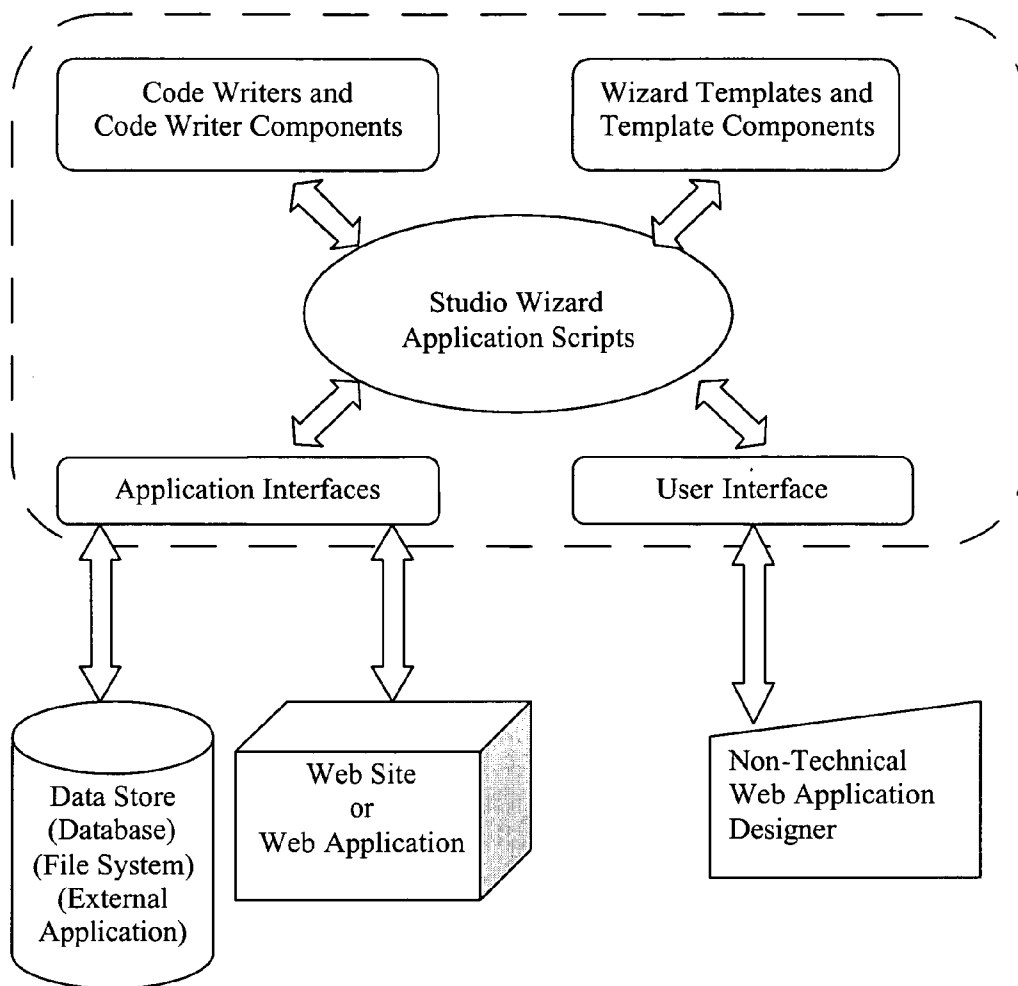 Code Writers and
Code Writer Components
Wizard Templates and
Template Components
Studio Wizard
Application Scripts
Application Interfaces
User Interface
Data Store
(Database)
(File System)
(External
Application)
Web Site
or
Web Application
Non-Technical
Web Application
Designer